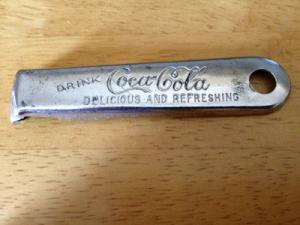 DRINK Coca-Cola
DELICIOUS AND REFRESHING